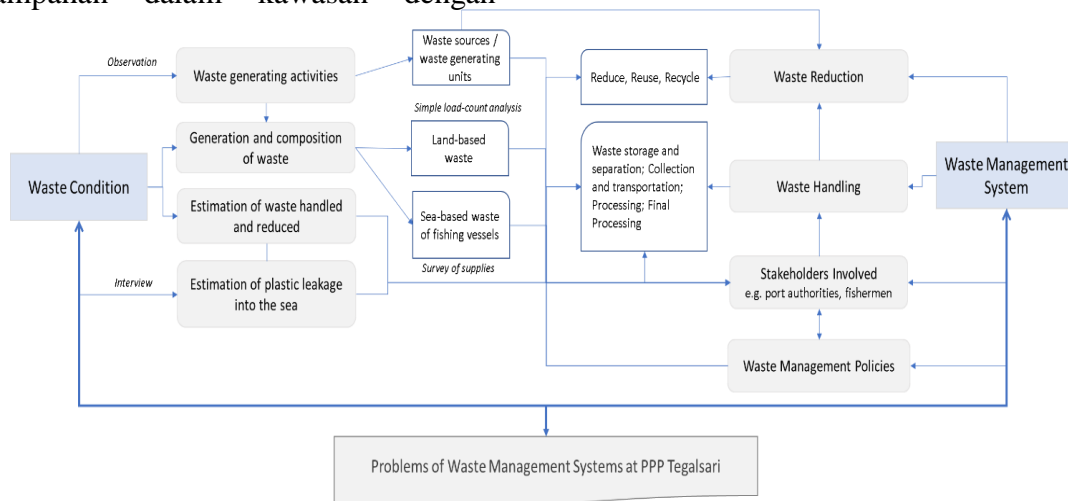 dalam kawasan dengan
Observation
Waste generating activities
Waste sources /
waste generating
units
Reduce, Reuse, Recycle
Waste Reduction
Simple load-count analysis
Generation and composition
of waste
Land-based
waste
Waste storage and
separation; Collection
and transportation;
Processing; Final
Processing
Waste Handling
Waste Management
System
Waste Condition
Estimation of waste handled
and reduced
Sea-based waste
of fishing vessels
Survey of supplies
Interview
Estimation of plastic leakage
into the sea
Stakeholders Involved
e.g. port authorities, fishermen
Waste Management Policies
Problems of Waste Management Systems at PPP Tegalsari